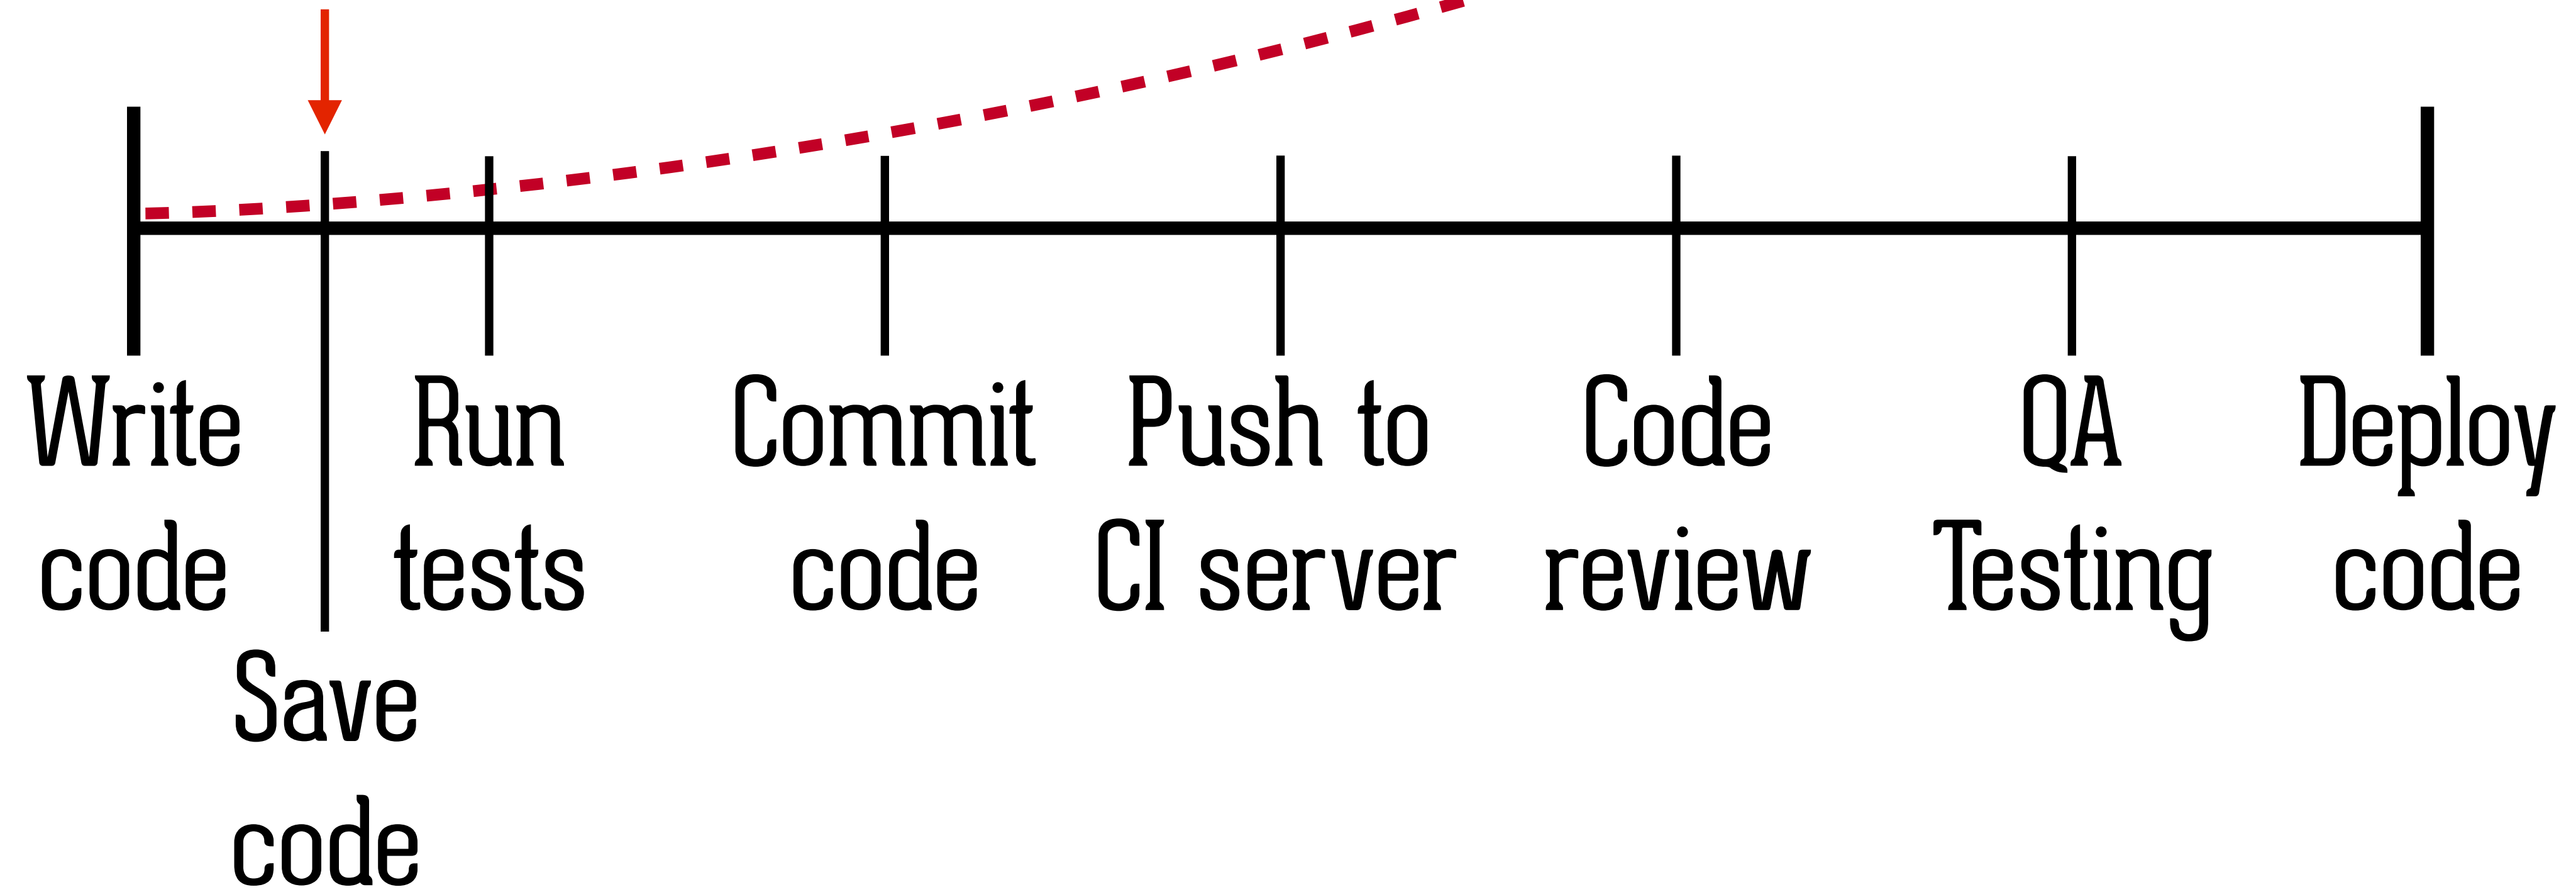 Write
code
Save
code
Run
tests
Commit
code
Push to
CI server
Code
review
QA
Testing
Deploy
code